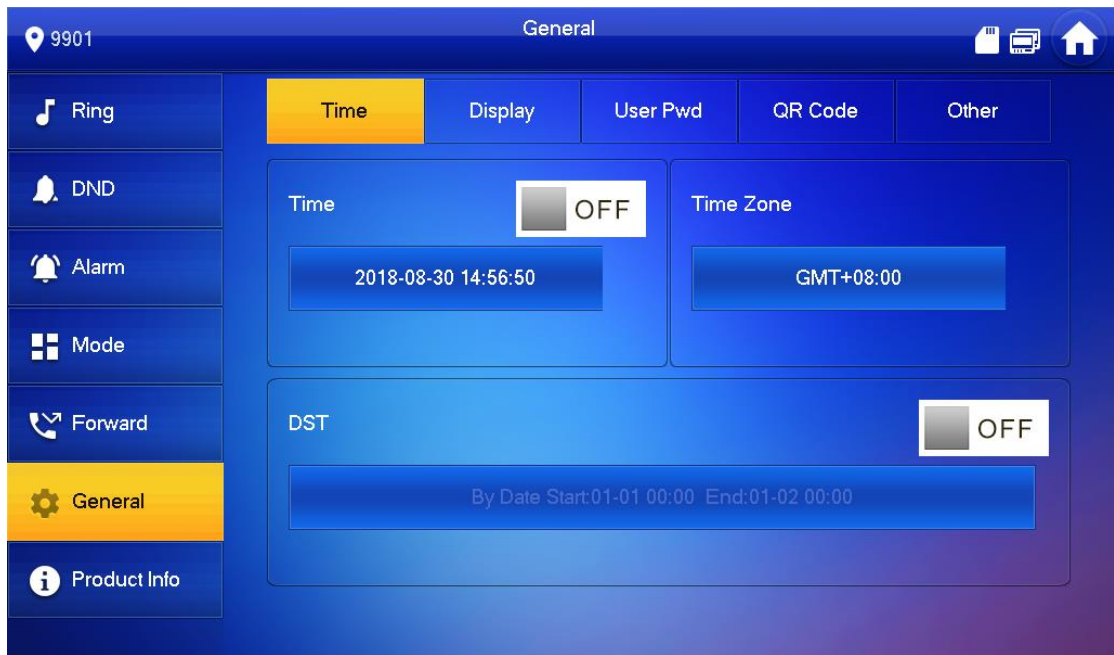 General
9901
Ring
Time
Display
User Pwd
QR Code
Other
DND
Time
OFF
Time Zone
Alarm
2018-08-30 14:56:50
GMT+08:00
Mode
Forward
DST
OFF
General
By Date Start:01-01 00:00 End:01-02 00:00
Product Info